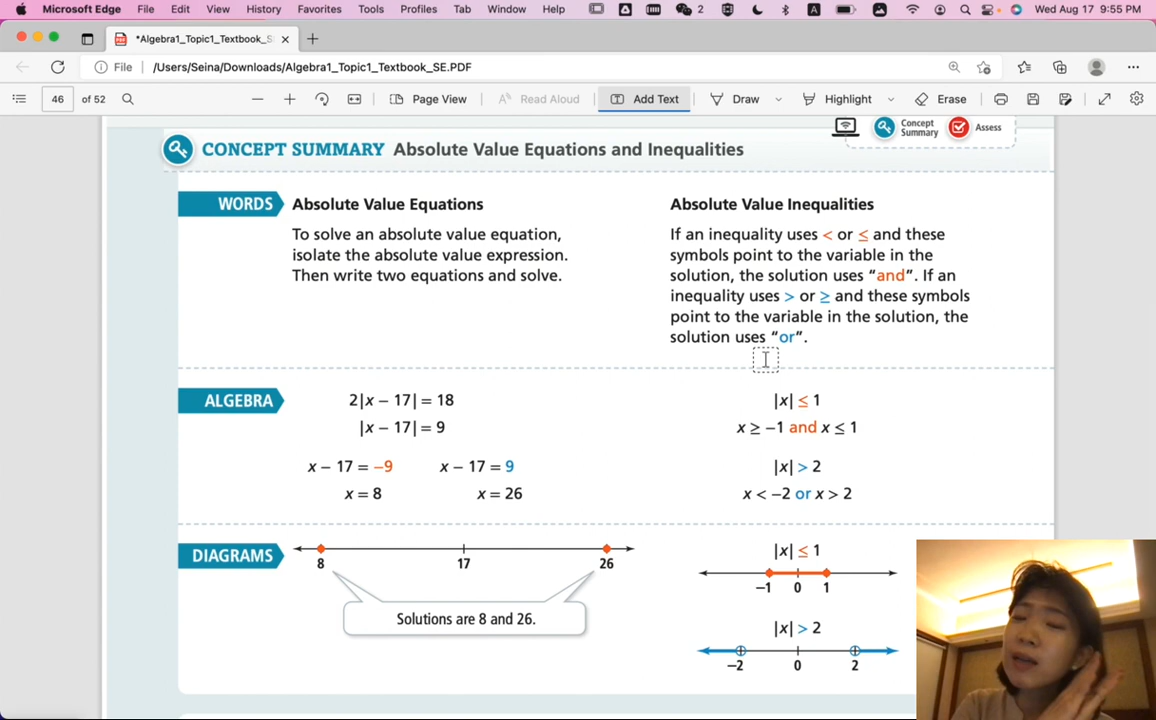 Microsoft Edge File Edit View History Favorites Tools Profiles Tab Window Help 2 A Wed Aug 17 9:55 PM
*Algebra1_Topic1_Textbook_S
File /Users/Seina/Downloads/Algebra1_Topic1_Textbook_SE.PDF
46 of 52 Page View Read Aloud Add Text Draw Highlight Erase
Concept Summary Assess
CONCEPT SUMMARY Absolute Value Equations and Inequalities
WORDS
Absolute Value Equations
To solve an absolute value equation,
isolate the absolute value expression.
Then write two equations and solve.
Absolute Value Inequalities
If an inequality uses < or ≤ and these
symbols point to the variable in the
solution, the solution uses “and”. If an
inequality uses > or ≥ and these symbols
point to the variable in the solution, the
solution uses “or”.
ALGEBRA
2|x − 17| = 18
|x − 17| = 9
x − 17 = −9 x − 17 = 9
x = 8 x = 26
|x| ≤ 1
x ≥ −1 and x ≤ 1
|x| > 2
x < −2 or x > 2
DIAGRAMS
8 17 26
Solutions are 8 and 26.
|x| ≤ 1
−1 0 1
|x| > 2
−2 0 2